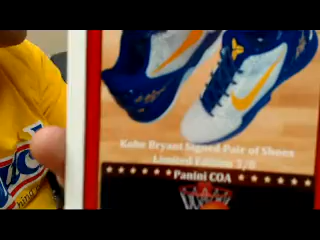 Kobe Bryant Signed Pair of Shoes
Limited Edition 1/8
Panini COA